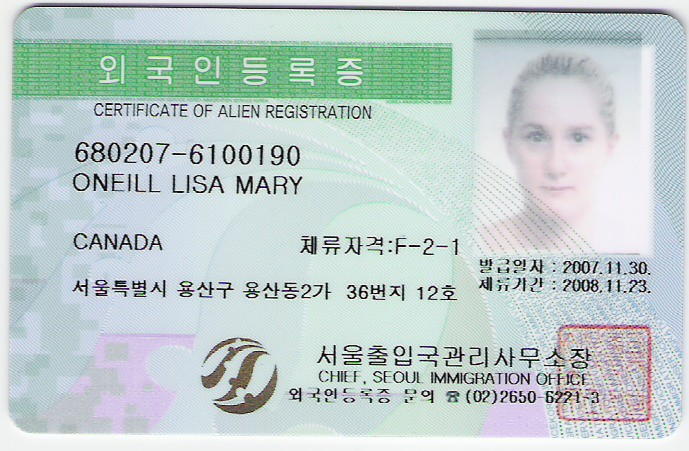 외국인등록증
CERTIFICATE OF ALIEN REGISTRATION
680207-6100190
ONEILL LISA MARY
CANADA 체류자격:F-2-1
발급일자 : 2007.11.30.
체류기간 : 2008.11.23.
서울특별시 용산구 용산동2가 36번지 12호
서울출입국관리사무소장
CHIEF, SEOUL IMMIGRATION OFFICE
외국인등록증 문의 ☎ (02)2650-6221-3